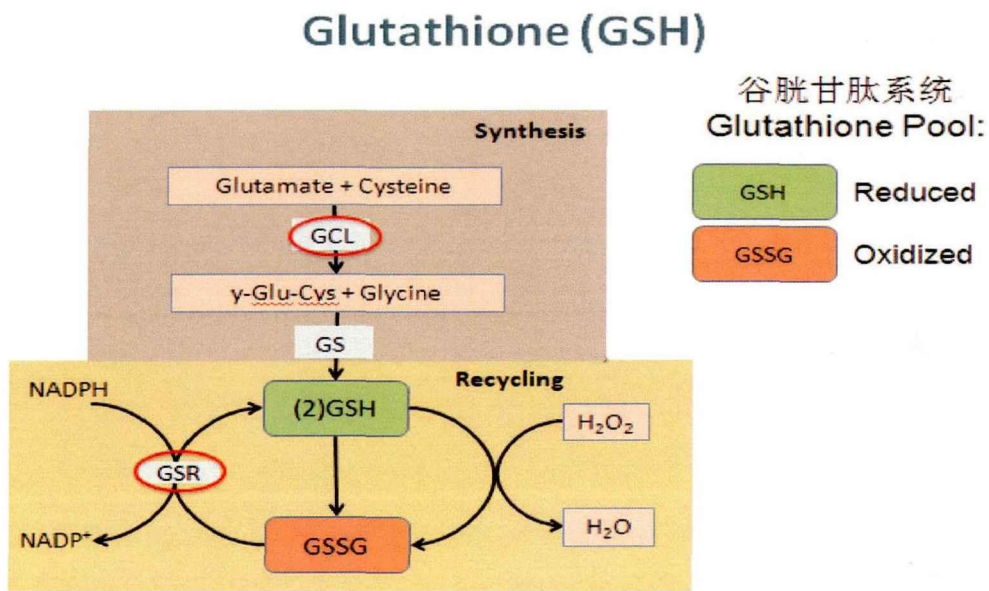 Glutathione (GSH)
谷胱甘肽系统
Glutathione Pool:
GSH Reduced
GSSG Oxidized
Synthesis
Glutamate + Cysteine
GCL
y-Glu-Cys + Glycine
GS
Recycling
NADPH
(2)GSH
H₂O₂
GSR
NADP⁺
GSSG
H₂O